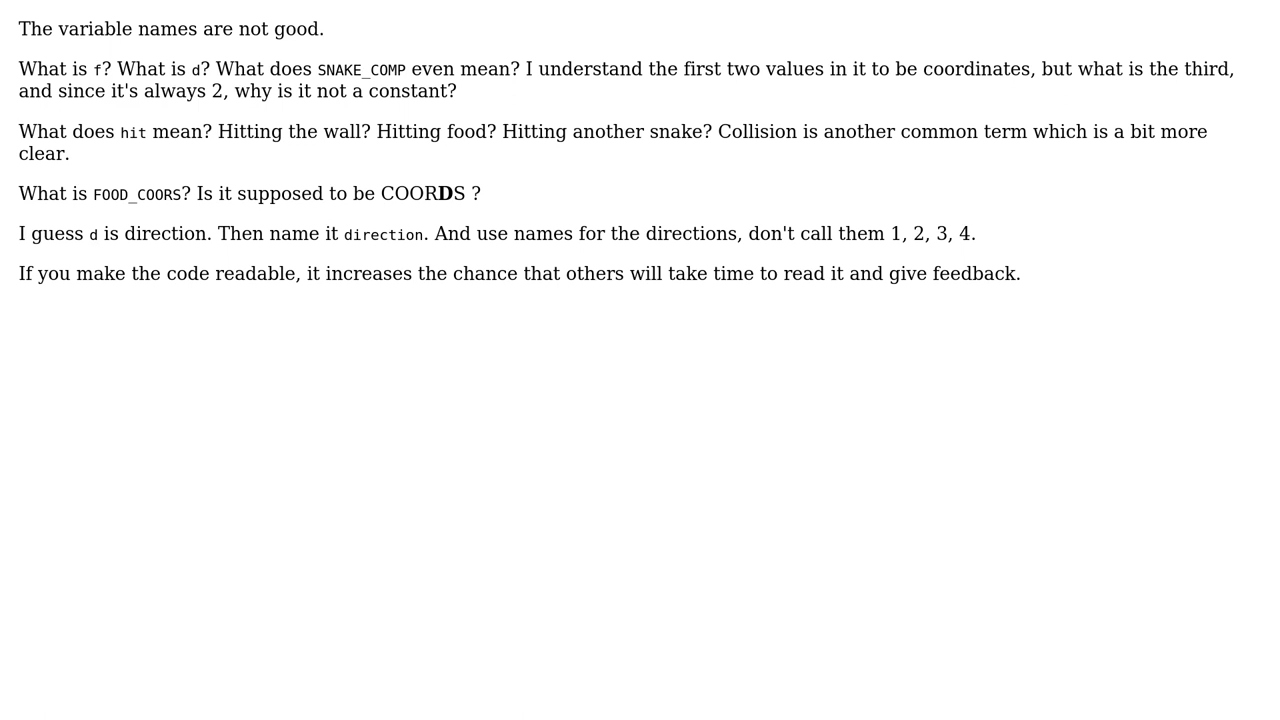 The variable names are not good.
What is f? What is d? What does SNAKE_COMP even mean? I understand the first two values in it to be coordinates, but what is the third,
and since it's always 2, why is it not a constant?
What does hit mean? Hitting the wall? Hitting food? Hitting another snake? Collision is another common term which is a bit more
clear.
What is FOOD_COORS? Is it supposed to be COORDS ?
I guess d is direction. Then name it direction. And use names for the directions, don't call them 1, 2, 3, 4.
If you make the code readable, it increases the chance that others will take time to read it and give feedback.